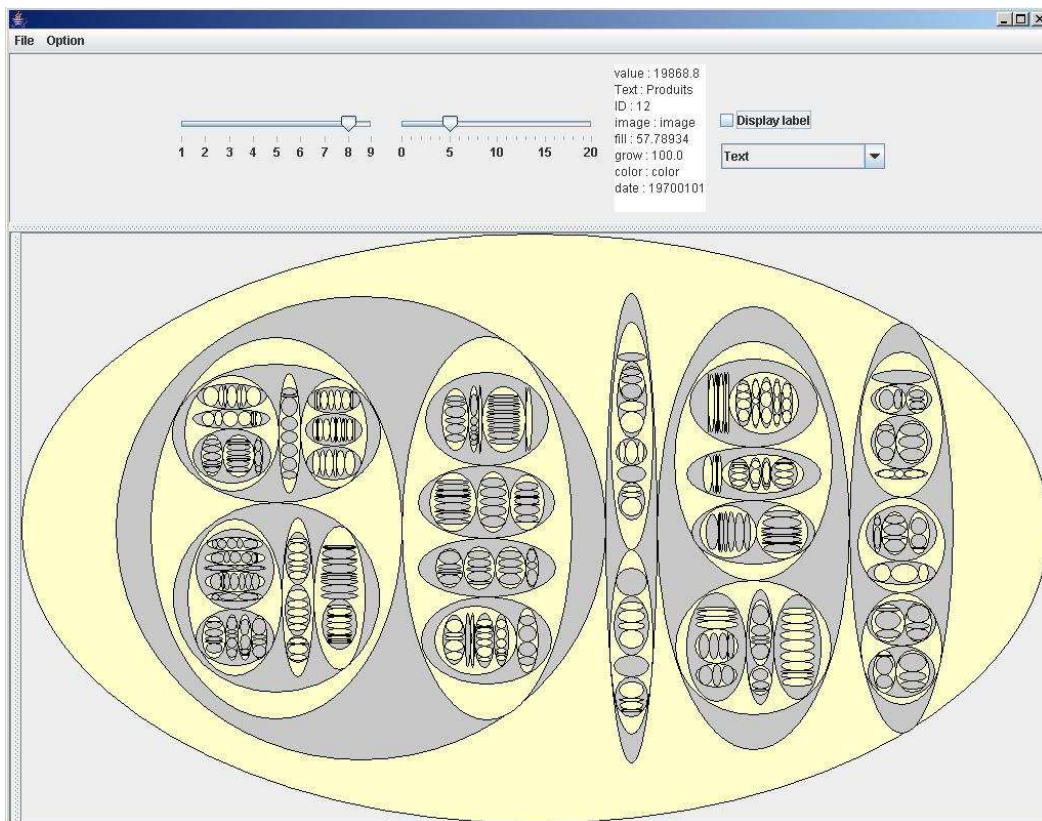 File Option
value : 19868.8
Text : Produits
ID : 12
image : image
fill : 57.78934
grow : 100.0
color : color
date : 19700101
1 2 3 4 5 6 7 8 9
0 5 10 15 20
Display label
Text